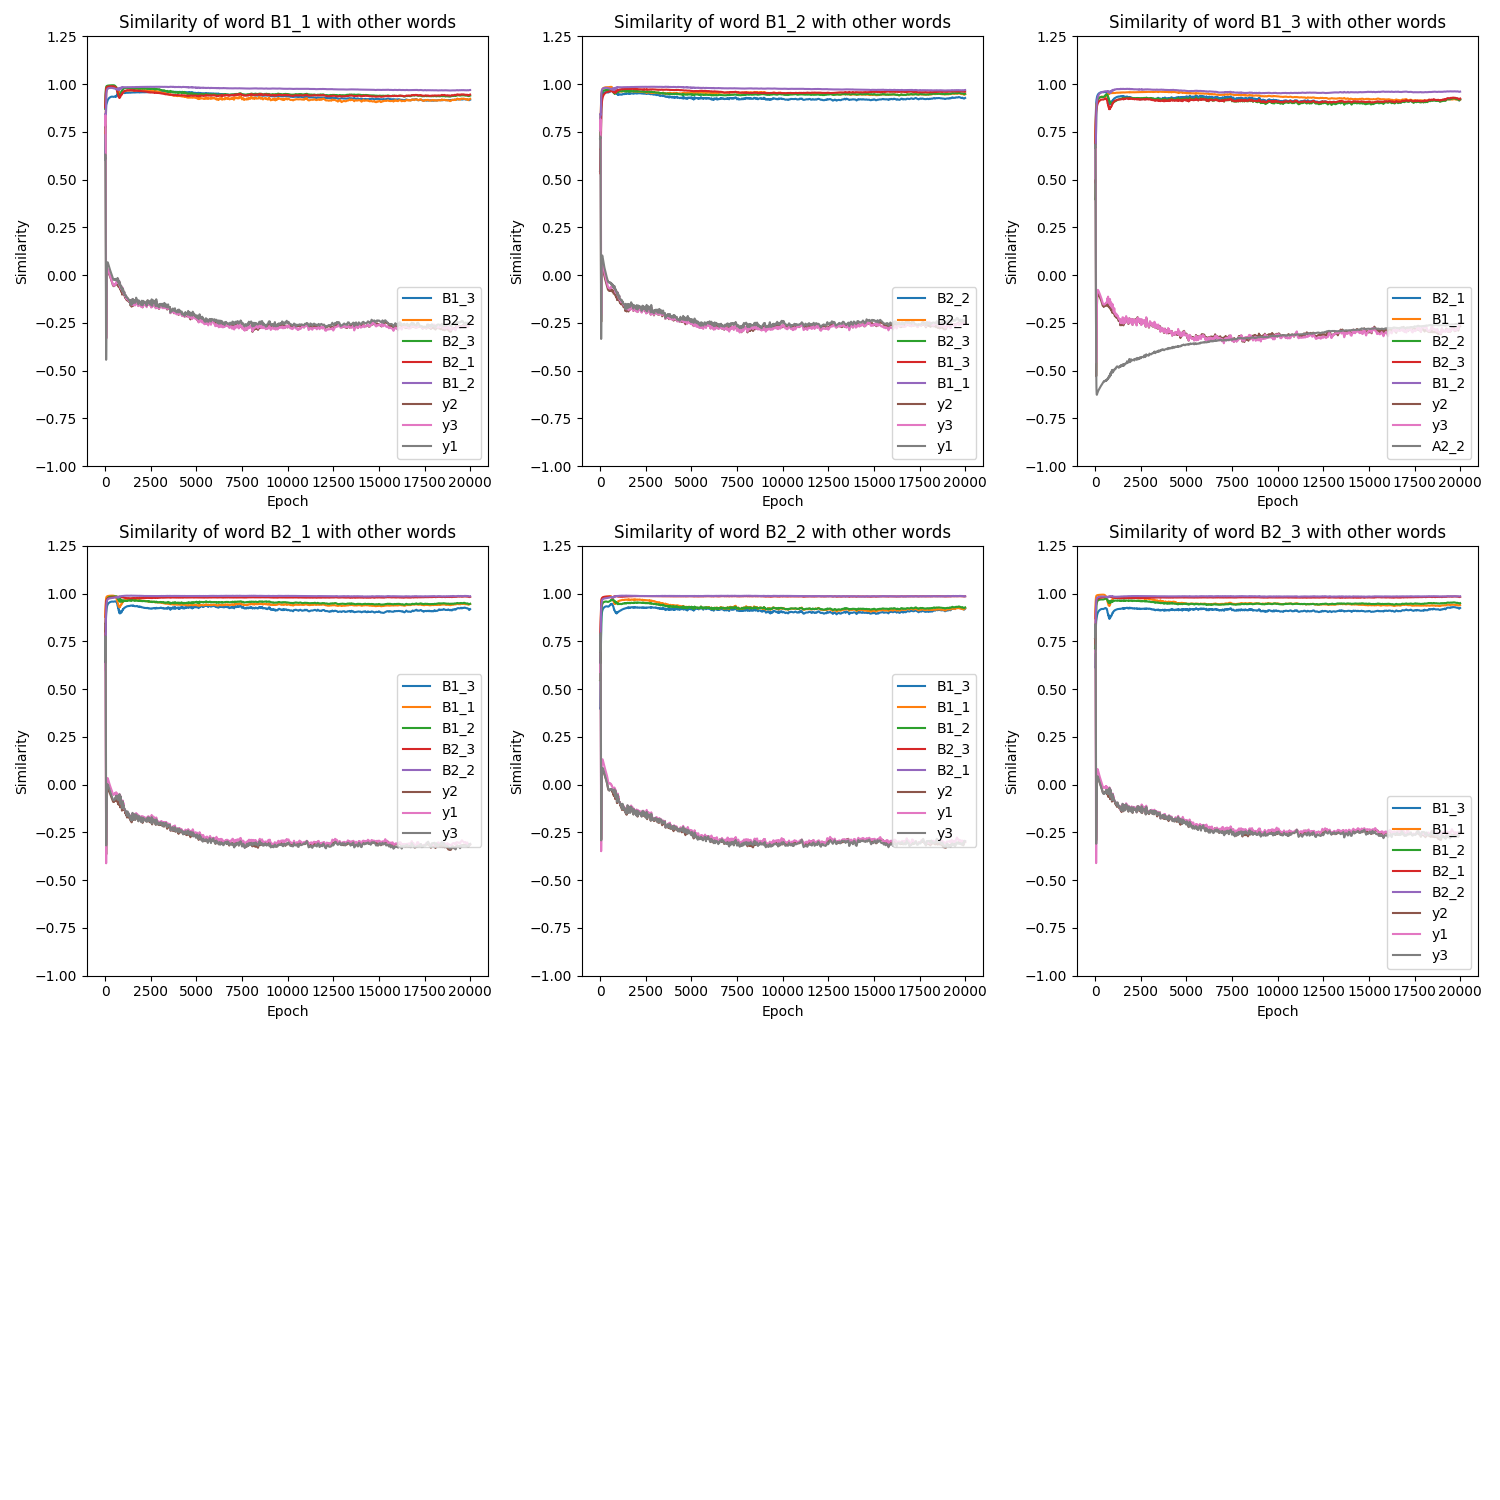 Similarity of word B1_1 with other words
1.25
1.00
0.75
0.50
0.25
0.00
−0.25
−0.50
−0.75
−1.00
Similarity
0 2500 5000 7500 10000 12500 15000 17500 20000
Epoch
B1_3
B2_2
B2_3
B2_1
B1_2
y2
y3
y1
Similarity of word B1_2 with other words
1.25
1.00
0.75
0.50
0.25
0.00
−0.25
−0.50
−0.75
−1.00
Similarity
0 2500 5000 7500 10000 12500 15000 17500 20000
Epoch
B2_2
B2_1
B2_3
B1_3
B1_1
y2
y3
y1
Similarity of word B1_3 with other words
1.25
1.00
0.75
0.50
0.25
0.00
−0.25
−0.50
−0.75
−1.00
Similarity
0 2500 5000 7500 10000 12500 15000 17500 20000
Epoch
B2_1
B1_1
B2_2
B2_3
B1_2
y2
y3
A2_2
Similarity of word B2_1 with other words
1.25
1.00
0.75
0.50
0.25
0.00
−0.25
−0.50
−0.75
−1.00
Similarity
0 2500 5000 7500 10000 12500 15000 17500 20000
Epoch
B1_3
B1_1
B1_2
B2_3
B2_2
y2
y1
y3
Similarity of word B2_2 with other words
1.25
1.00
0.75
0.50
0.25
0.00
−0.25
−0.50
−0.75
−1.00
Similarity
0 2500 5000 7500 10000 12500 15000 17500 20000
Epoch
B1_3
B1_1
B1_2
B2_3
B2_1
y2
y1
y3
Similarity of word B2_3 with other words
1.25
1.00
0.75
0.50
0.25
0.00
−0.25
−0.50
−0.75
−1.00
Similarity
0 2500 5000 7500 10000 12500 15000 17500 20000
Epoch
B1_3
B1_1
B1_2
B2_1
B2_2
y2
y1
y3